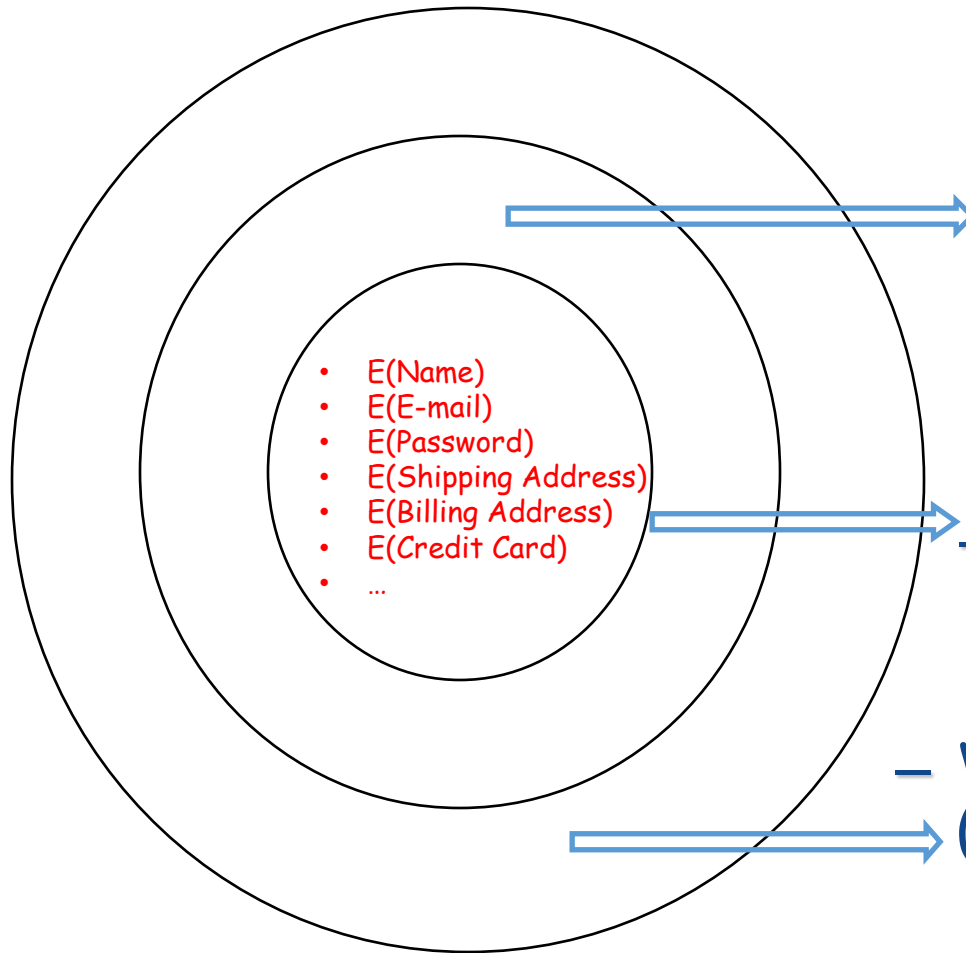 • E(Name)
• E(E-mail)
• E(Password)
• E(Shipping Address)
• E(Billing Address)
• E(Credit Card)
• …